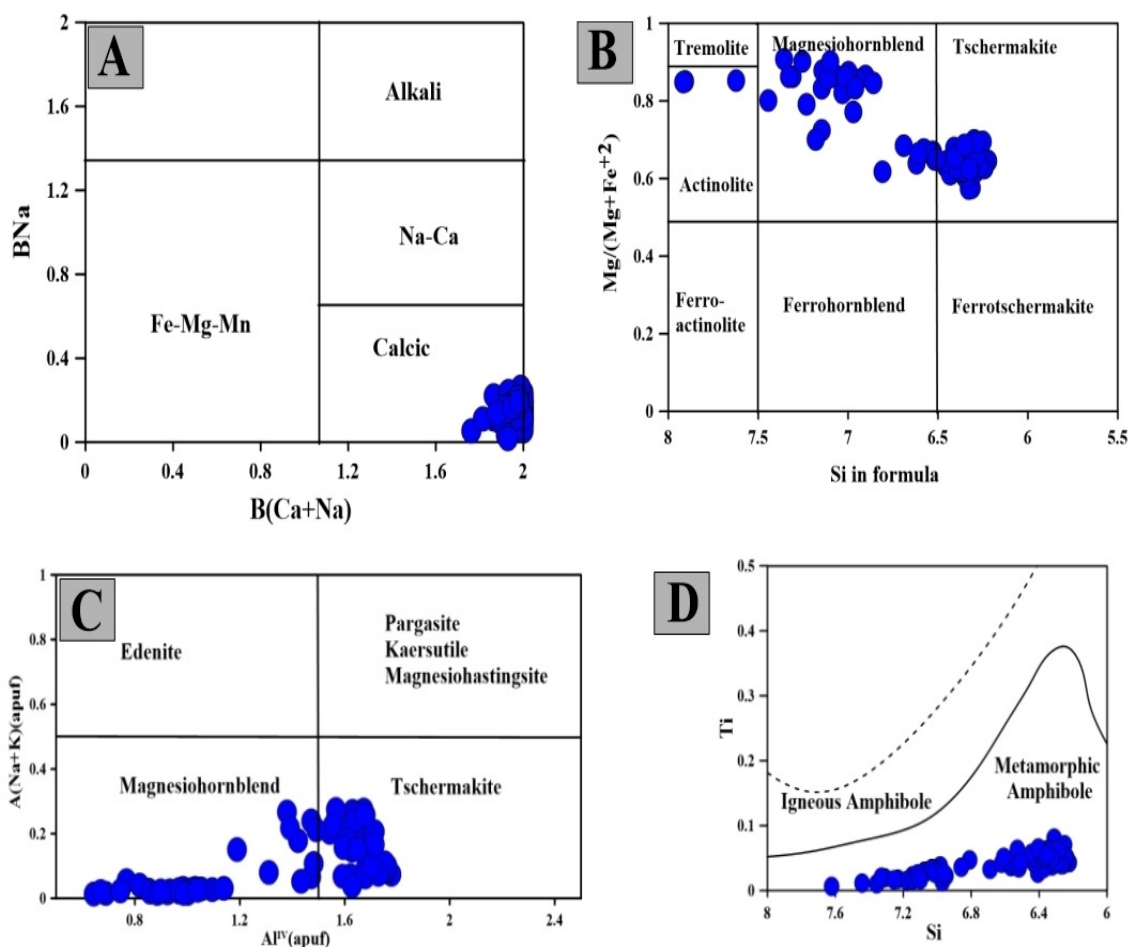 A
BNa
2
1.6
1.2
0.8
0.4
0
Alkali
Na-Ca
Fe-Mg-Mn
Calcic
0
0.4
0.8
1.2
1.6
2
B(Ca+Na)
B
Mg/(Mg+Fe+2)
1
0.8
0.6
0.4
0.2
0
Tremolite
Magnesiohornblend
Tschermakite
Actinolite
Ferro-
actinolite
Ferrohornblend
Ferrotschermakite
8
7.5
7
6.5
6
5.5
Si in formula
C
A(Na+K)(apuf)
1
0.8
0.6
0.4
0.2
0
Edenite
Pargasite
Kaersutile
Magnesiohastingsite
Magnesiohornblend
Tschermakite
0.8
1.2
1.6
2
2.4
AlIV(apuf)
D
Ti
0.5
0.4
0.3
0.2
0.1
0
Igneous Amphibole
Metamorphic
Amphibole
8
7.6
7.2
6.8
6.4
6
Si